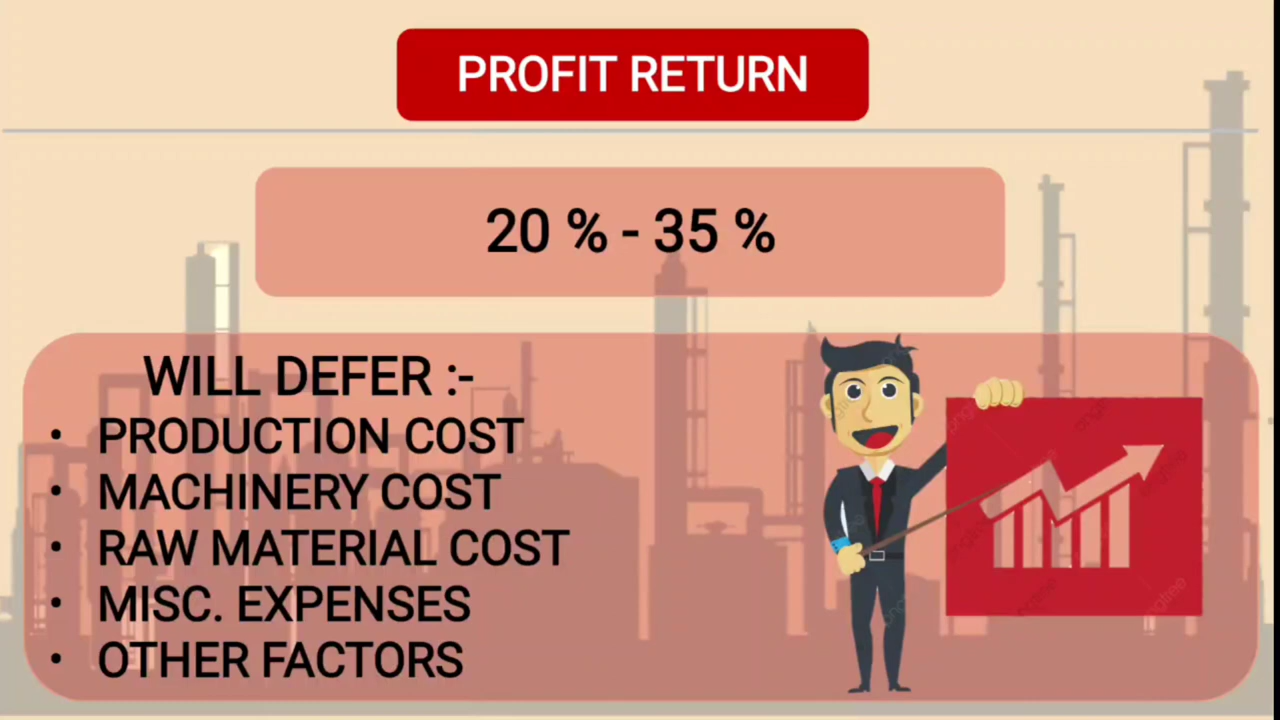 PROFIT RETURN
20 % - 35 %
WILL DEFER :-
• PRODUCTION COST
• MACHINERY COST
• RAW MATERIAL COST
• MISC. EXPENSES
• OTHER FACTORS